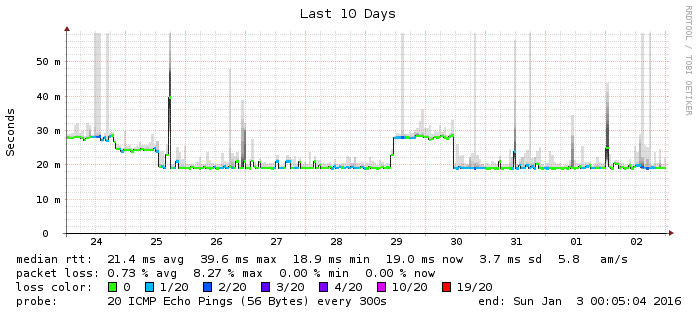 Last 10 Days
RRDTOOL / TOBI OETIKER
Seconds
50 m
40 m
30 m
20 m
10 m
0
24 25 26 27 28 29 30 31 01 02
median rtt: 21.4 ms avg 39.6 ms max 18.9 ms min 19.0 ms now 3.7 ms sd 5.8 am/s
packet loss: 0.73 % avg 8.27 % max 0.00 % min 0.00 % now
loss color: 0 1/20 2/20 3/20 4/20 10/20 19/20
probe: 20 ICMP Echo Pings (56 Bytes) every 300s end: Sun Jan 3 00:05:04 2016